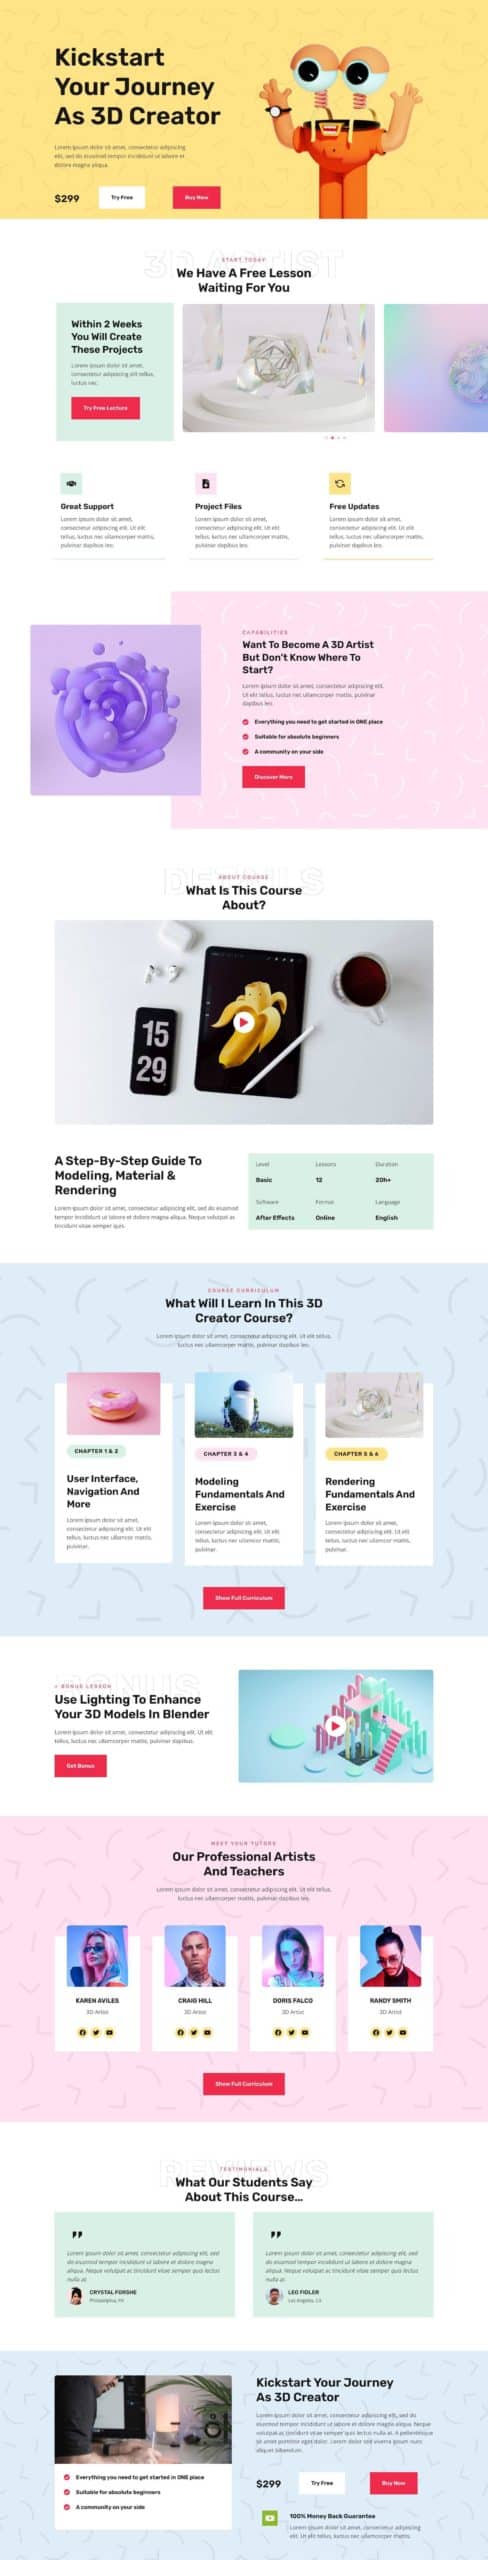 Kickstart
Your Journey
As 3D Creator
Lorem ipsum dolor sit amet, consectetur adipiscing
elit, sed do eiusmod tempor incididunt ut labore et
dolore magna aliqua.
$299
Try Free
Buy Now
3D ARTIST
START TODAY
We Have A Free Lesson
Waiting For You
Within 2 Weeks
You Will Create
These Projects
Lorem ipsum dolor sit amet,
consectetur adipiscing elit tellus,
luctus nec.
Try Free Lecture
Great Support
Lorem ipsum dolor sit amet,
consectetur adipiscing elit. Ut elit
tellus, luctus nec ullamcorper mattis,
pulvinar dapibus leo.
Project Files
Lorem ipsum dolor sit amet,
consectetur adipiscing elit. Ut elit
tellus, luctus nec ullamcorper mattis,
pulvinar dapibus leo.
Free Updates
Lorem ipsum dolor sit amet,
consectetur adipiscing elit. Ut elit
tellus, luctus nec ullamcorper mattis,
pulvinar dapibus leo.
CAPABILITIES
Want To Become A 3D Artist
But Don't Know Where To
Start?
Lorem ipsum dolor sit amet, consectetur adipiscing elit.
Ut elit tellus, luctus nec ullamcorper mattis, pulvinar
dapibus leo.
Everything you need to get started in ONE place
Suitable for absolute beginners
A community on your side
Discover More
DETAILS
ABOUT COURSE
What Is This Course
About?
15
29
A Step-By-Step Guide To
Modeling, Material &
Rendering
Lorem ipsum dolor sit amet, consectetur adipiscing elit, sed do eiusmod
tempor incididunt ut labore et dolore magna aliqua. Neque volutpat ac
tincidunt vitae semper quis.
Level
Lessons
Duration
Basic
12
20h+
Software
Format
Language
After Effects
Online
English
COURSE CURRICULUM
What Will I Learn In This 3D
Creator Course?
Lorem ipsum dolor sit amet, consectetur adipiscing elit. Ut elit tellus,
luctus nec ullamcorper mattis, pulvinar dapibus leo.
CHAPTER 1 & 2
User Interface,
Navigation And
More
Lorem ipsum dolor sit amet,
consectetur adipiscing elit. Ut elit
tellus, luctus nec ullamcor mattis,
pulvinar.
CHAPTER 3 & 4
Modeling
Fundamentals And
Exercise
Lorem ipsum dolor sit amet,
consectetur adipiscing elit. Ut elit
tellus, luctus nec ullamcorper mattis,
pulvinar.
CHAPTER 5 & 6
Rendering
Fundamentals And
Exercise
Lorem ipsum dolor sit amet,
consectetur adipiscing elit. Ut elit
tellus, luctus nec ullamcorper mattis,
pulvinar.
Show Full Curriculum
BONUS
+ BONUS LESSON
Use Lighting To Enhance
Your 3D Models In Blender
Lorem ipsum dolor sit amet, consectetur adipiscing elit. Ut elit
tellus, luctus nec ullamcorper mattis, pulvinar dapibus.
Get Bonus
MEET YOUR TUTORS
Our Professional Artists
And Teachers
Lorem ipsum dolor sit amet, consectetur adipiscing elit. Ut elit tellus,
luctus nec ullamcorper mattis, pulvinar dapibus leo.
KAREN AVILES
3D Artist
CRAIG HILL
3D Artist
DORIS FALCO
3D Artist
RANDY SMITH
3D Artist
Show Full Curriculum
REVIEWS
TESTIMONIALS
What Our Students Say
About This Course...
Lorem ipsum dolor sit amet, consectetur adipiscing elit, sed
do eiusmod tempor incididunt ut labore et dolore magna
aliqua. Neque volutpat ac tincidunt vitae semper quis lectus
nulla at.
CRYSTAL FORSHE
Philadelphia, PA
Lorem ipsum dolor sit amet, consectetur adipiscing elit, sed
do eiusmod tempor incididunt ut labore et dolore magna
aliqua. Neque volutpat ac tincidunt vitae semper quis lectus
nulla at.
LEO FIDLER
Los Angeles, CA
Everything you need to get started in ONE place
Suitable for absolute beginners
A community on your side
Kickstart Your Journey
As 3D Creator
Lorem ipsum dolor sit amet, consectetur adipiscing elit, sed do
eiusmod tempor incididunt ut labore et dolore magna aliqua.
Lorem ipsum dolor sit amet, consectetur adipiscing elit. A pellentesque
sit amet porttitor eget dolor. Lorem dolor sed viverra ipsum nunc
aliquet bibendum.
$299
Try Free
Buy Now
100% Money Back Guarantee
Lorem ipsum dolor sit amet, consectetur adipiscing
elit. Ut elit tellus, luctus nec ullamcorper mattis.